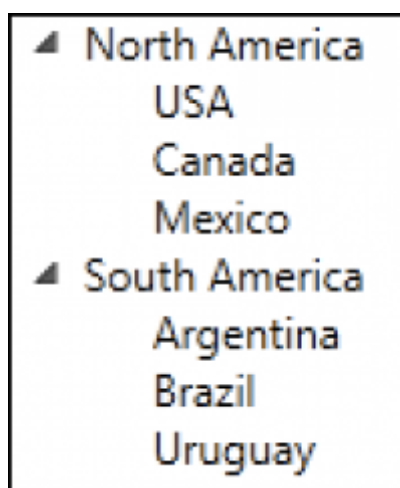 North America
USA
Canada
Mexico
South America
Argentina
Brazil
Uruguay